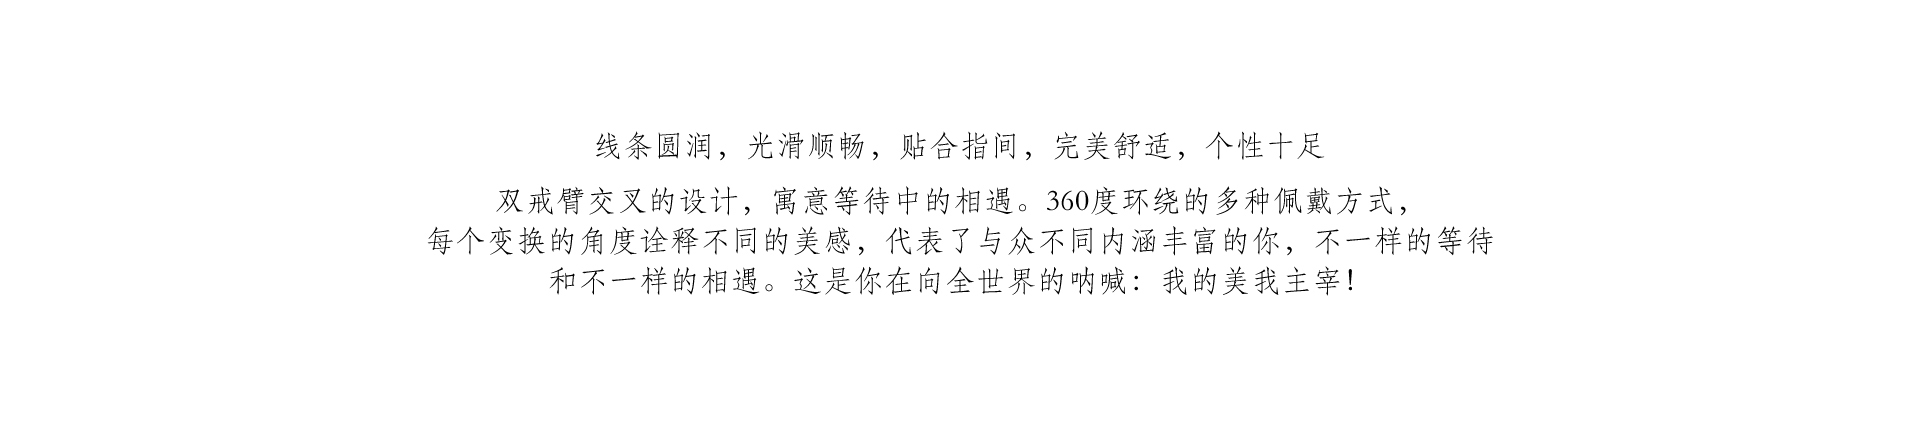 线条圆润，光滑顺畅，贴合指间，完美舒适，个性十足
双戒臂交叉的设计，寓意等待中的相遇。360度环绕的多种佩戴方式，
每个变换的角度诠释不同的美感，代表了与众不同内涵丰富的你，不一样的等待
和不一样的相遇。这是你在向全世界的呐喊：我的美我主宰！